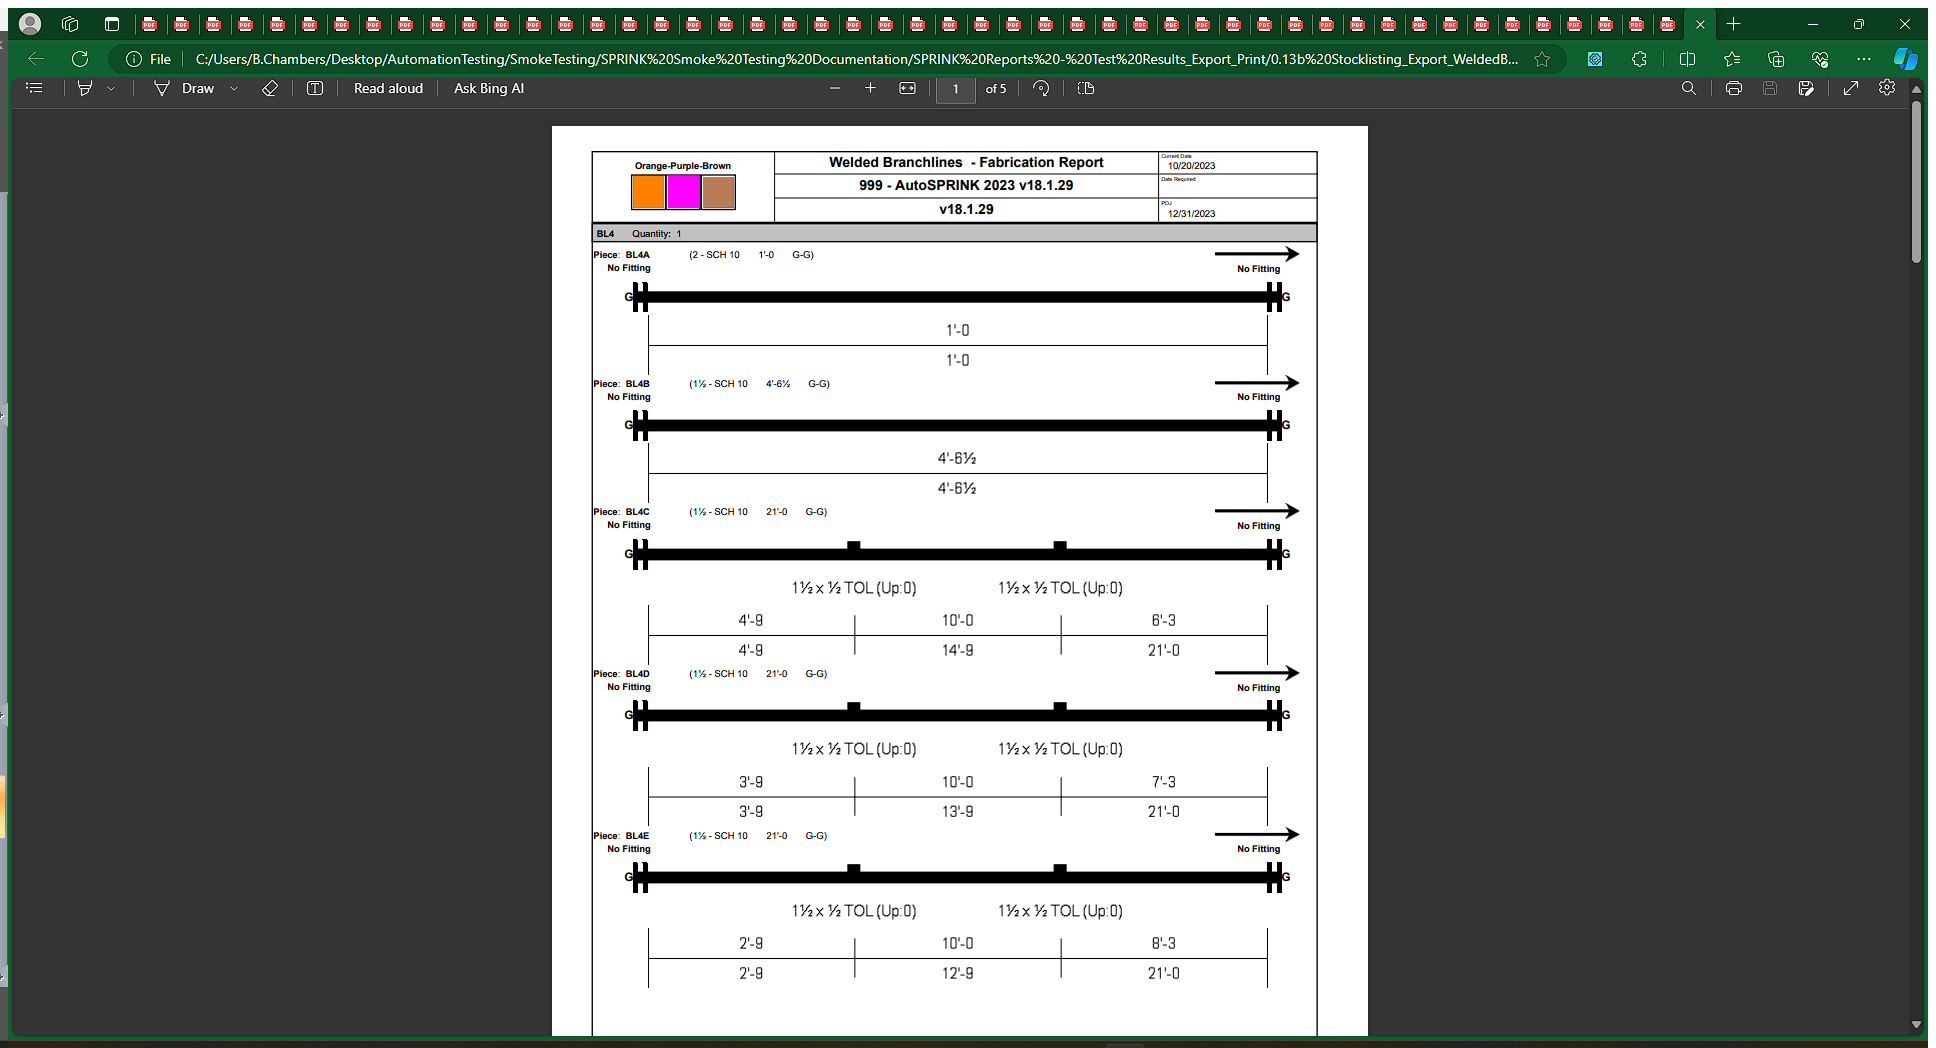 File
C:/Users/B.Chambers/Desktop/AutomationTesting/SmokeTesting/SPRINK%20Smoke%20Testing%20Documentation/SPRINK%20Reports%20-%20Test%20Results_Export_Print/0.13b%20Stocklisting_Export_WeldedB...
Draw
Read aloud
Ask Bing AI
1 of 5
Orange-Purple-Brown
Welded Branchlines - Fabrication Report
999 - AutoSPRINK 2023 v18.1.29
v18.1.29
Current Date
10/20/2023
Date Required
POJ
12/31/2023
BL4 Quantity: 1
Piece: BL4A (2 - SCH 10 1'-0 G-G)
No Fitting No Fitting
G G
1'-0
1'-0
Piece: BL4B (1½ - SCH 10 4'-6½ G-G)
No Fitting No Fitting
G G
4'-6½
4'-6½
Piece: BL4C (1½ - SCH 10 21'-0 G-G)
No Fitting No Fitting
G G
1½ x ½ TOL (Up:0) 1½ x ½ TOL (Up:0)
4'-9 10'-0 6'-3
4'-9 14'-9 21'-0
Piece: BL4D (1½ - SCH 10 21'-0 G-G)
No Fitting No Fitting
G G
1½ x ½ TOL (Up:0) 1½ x ½ TOL (Up:0)
3'-9 10'-0 7'-3
3'-9 13'-9 21'-0
Piece: BL4E (1½ - SCH 10 21'-0 G-G)
No Fitting No Fitting
G G
1½ x ½ TOL (Up:0) 1½ x ½ TOL (Up:0)
2'-9 10'-0 8'-3
2'-9 12'-9 21'-0